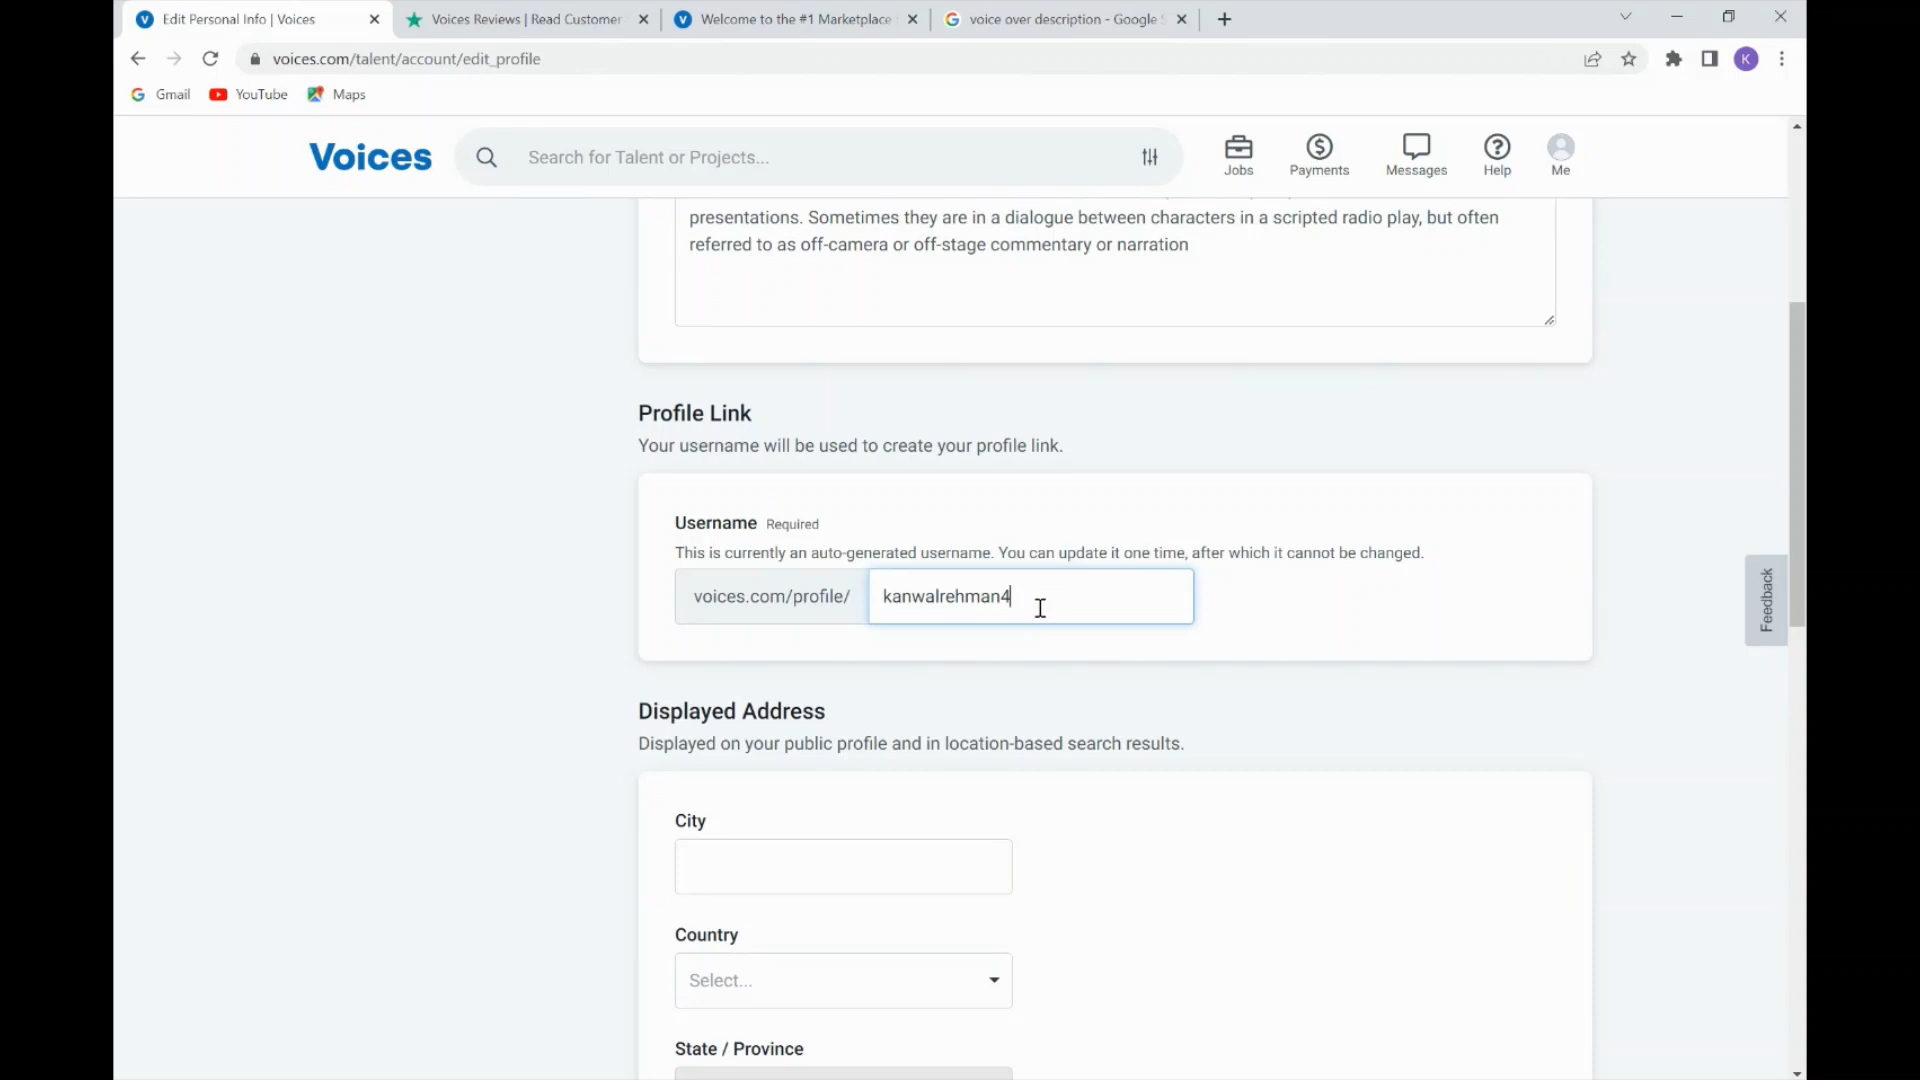 Edit Personal Info | Voices
Voices Reviews | Read Customer
Welcome to the #1 Marketplace
voice over description - Google
voices.com/talent/account/edit_profile
K
Gmail
YouTube
Maps
Voices
Search for Talent or Projects...
Jobs
Payments
Messages
Help
Me
presentations. Sometimes they are in a dialogue between characters in a scripted radio play, but often
referred to as off-camera or off-stage commentary or narration
Profile Link
Your username will be used to create your profile link.
Username Required
This is currently an auto-generated username. You can update it one time, after which it cannot be changed.
voices.com/profile/ kanwalrehman4
Feedback
Displayed Address
Displayed on your public profile and in location-based search results.
City
Country
Select...
State / Province